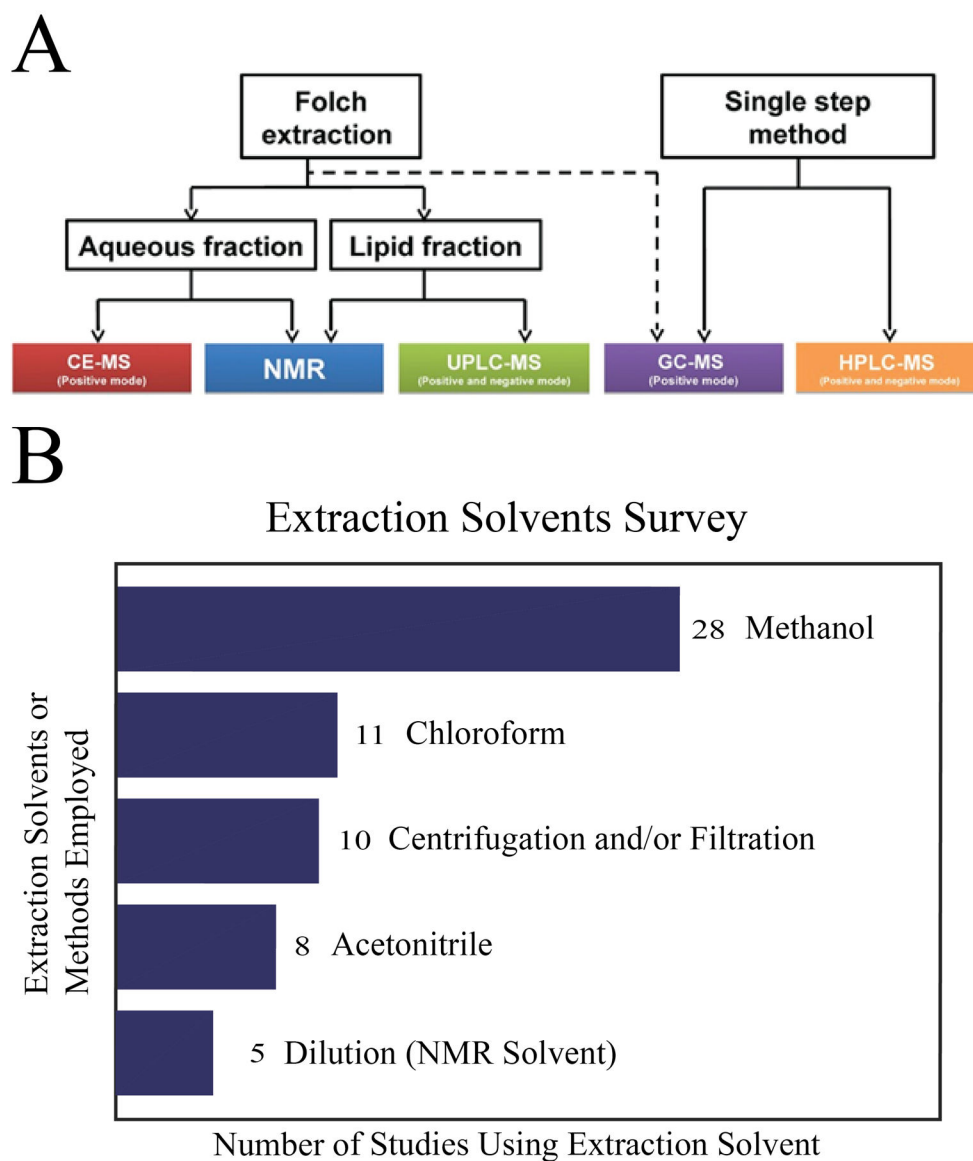 A
Folch
extraction
Single step
method
Aqueous fraction
Lipid fraction
CE-MS
(Positive mode)
NMR
UPLC-MS
(Positive and negative mode)
GC-MS
(Positive mode)
HPLC-MS
(Positive and negative mode)
B
Extraction Solvents Survey
Extraction Solvents or
Methods Employed
28 Methanol
11 Chloroform
10 Centrifugation and/or Filtration
8 Acetonitrile
5 Dilution (NMR Solvent)
Number of Studies Using Extraction Solvent